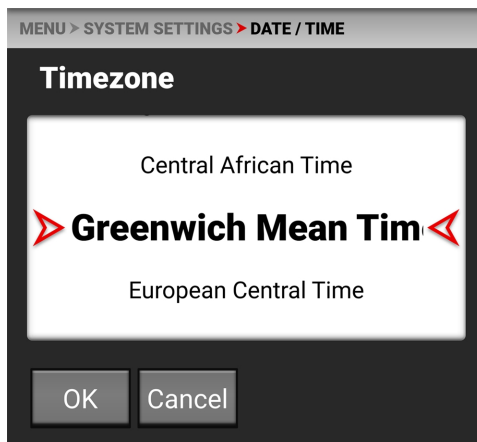 MENU > SYSTEM SETTINGS > DATE / TIME
Timezone
Central African Time
Greenwich Mean Tim
European Central Time
OK
Cancel